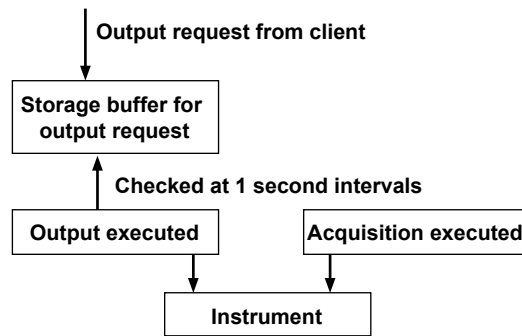 Output request from client
Storage buffer for
output request
Checked at 1 second intervals
Output executed
Acquisition executed
Instrument